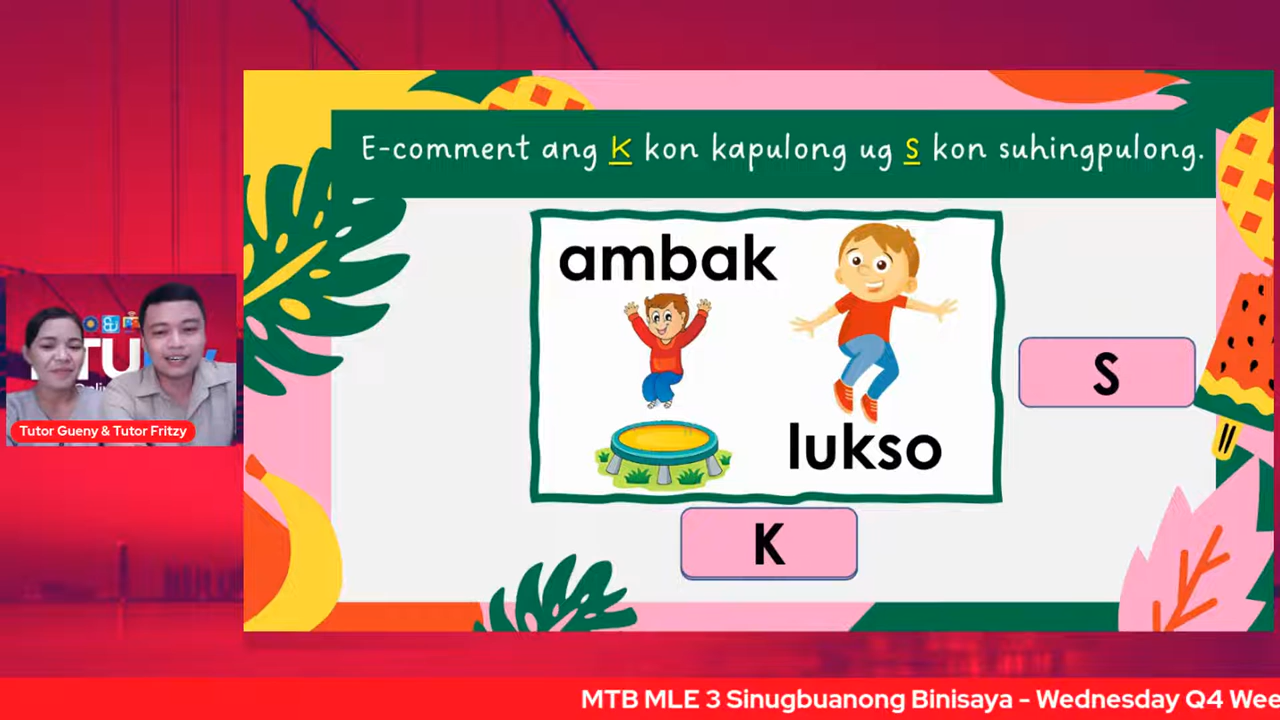 E-comment ang K kon kapulong ug S kon suhingpulong.
ambak
lukso
S
K
TU
Tutor Gueny & Tutor Fritzy
MTB MLE 3 Sinugbuanong Binisaya - Wednesday Q4 Wee